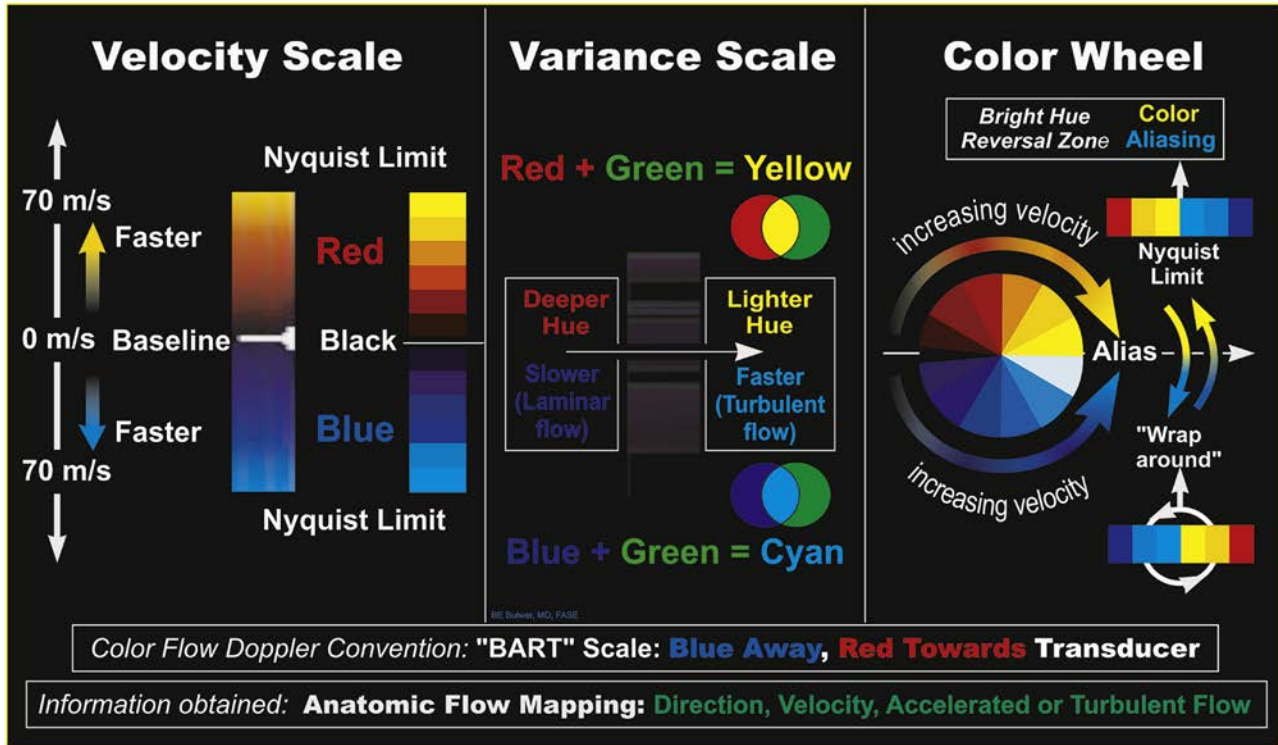 Velocity Scale
Nyquist Limit
70 m/s
Faster
Red
0 m/s
Baseline
Black
Faster
Blue
70 m/s
Nyquist Limit
Variance Scale
Red + Green = Yellow
Deeper
Hue
Lighter
Hue
Slower
(Laminar
flow)
Faster
(Turbulent
flow)
Blue + Green = Cyan
BE Bulwer, MD, FASE
Color Wheel
Bright Hue
Reversal Zone
Color
Aliasing
increasing velocity
Nyquist
Limit
Alias
"Wrap
around"
increasing velocity
Color Flow Doppler Convention: "BART" Scale: Blue Away, Red Towards Transducer
Information obtained: Anatomic Flow Mapping: Direction, Velocity, Accelerated or Turbulent Flow